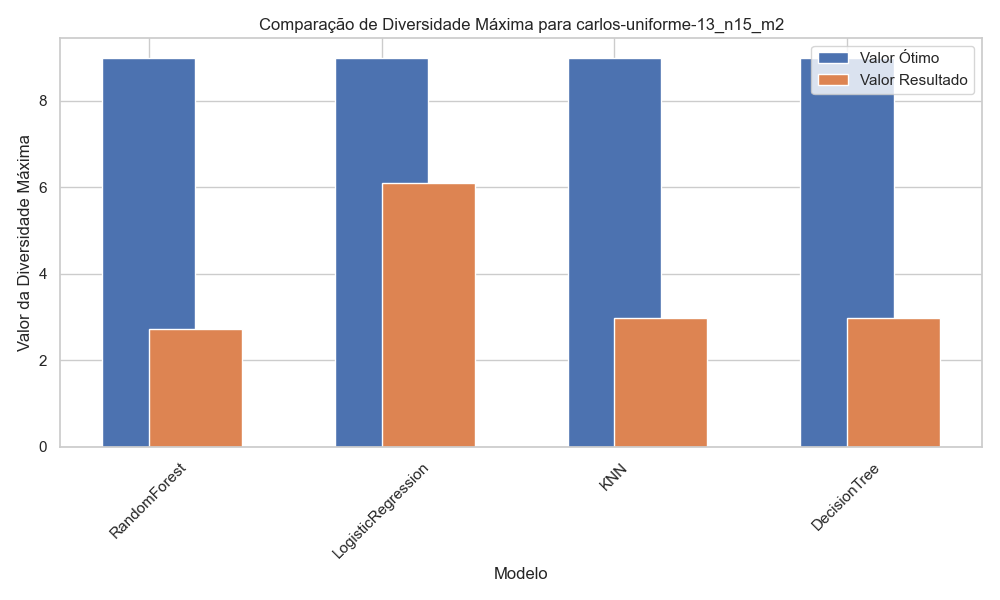 Comparação de Diversidade Máxima para carlos-uniforme-13_n15_m2
Valor Ótimo
Valor Resultado
Valor da Diversidade Máxima
8
6
4
2
0
RandomForest
LogisticRegression
KNN
DecisionTree
Modelo